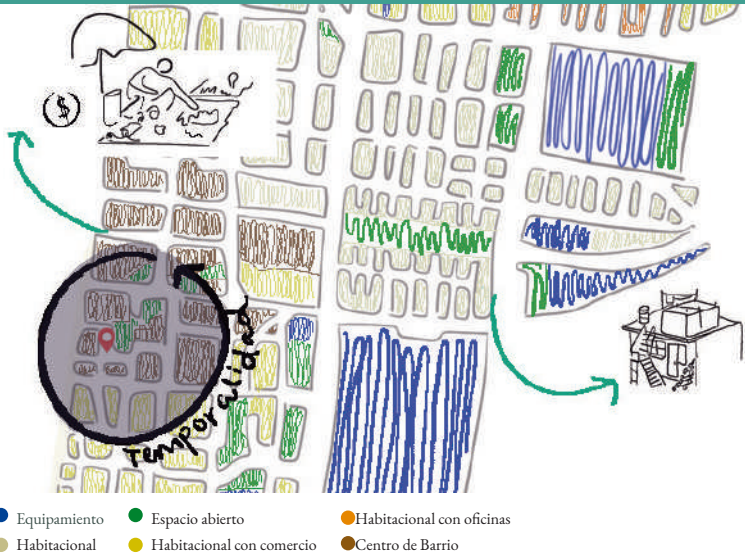 $
Temporalidad
Equipamiento
Espacio abierto
Habitacional con oficinas
Habitacional
Habitacional con comercio
Centro de Barrio